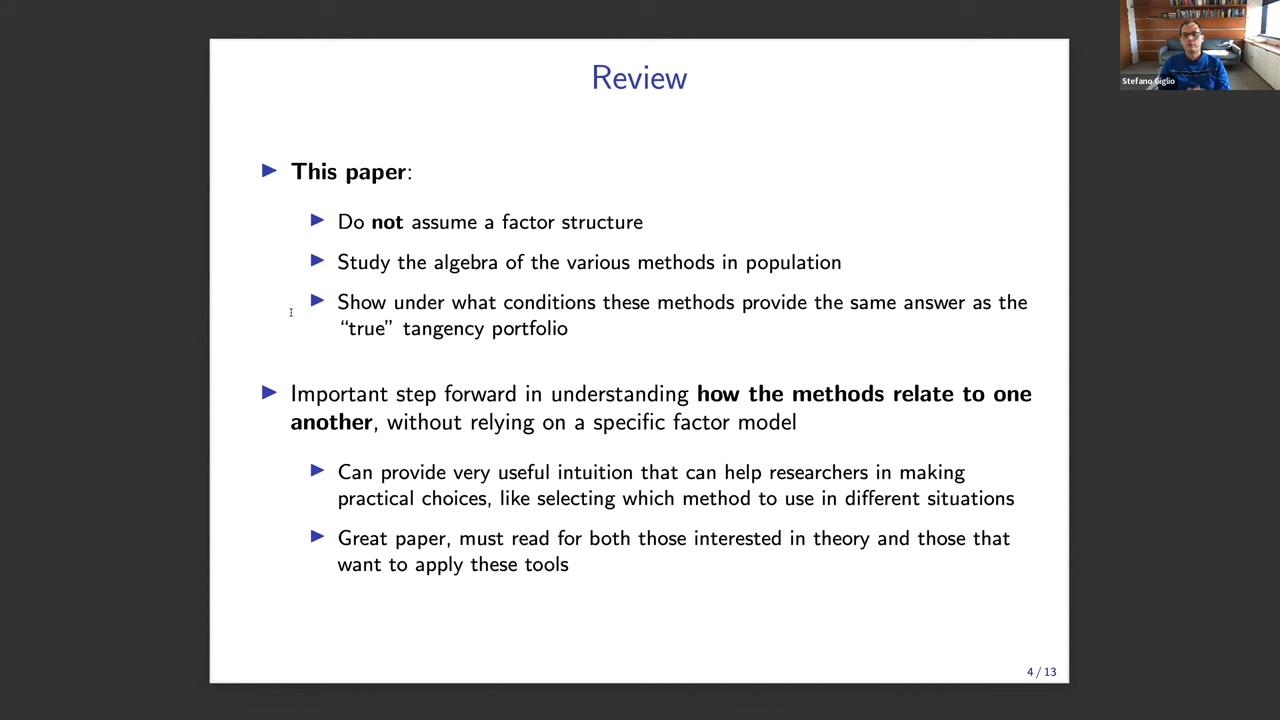 Review
Stefano Giglio
This paper:
Do not assume a factor structure
Study the algebra of the various methods in population
Show under what conditions these methods provide the same answer as the
“true” tangency portfolio
Important step forward in understanding how the methods relate to one
another, without relying on a specific factor model
Can provide very useful intuition that can help researchers in making
practical choices, like selecting which method to use in different situations
Great paper, must read for both those interested in theory and those that
want to apply these tools
4 / 13